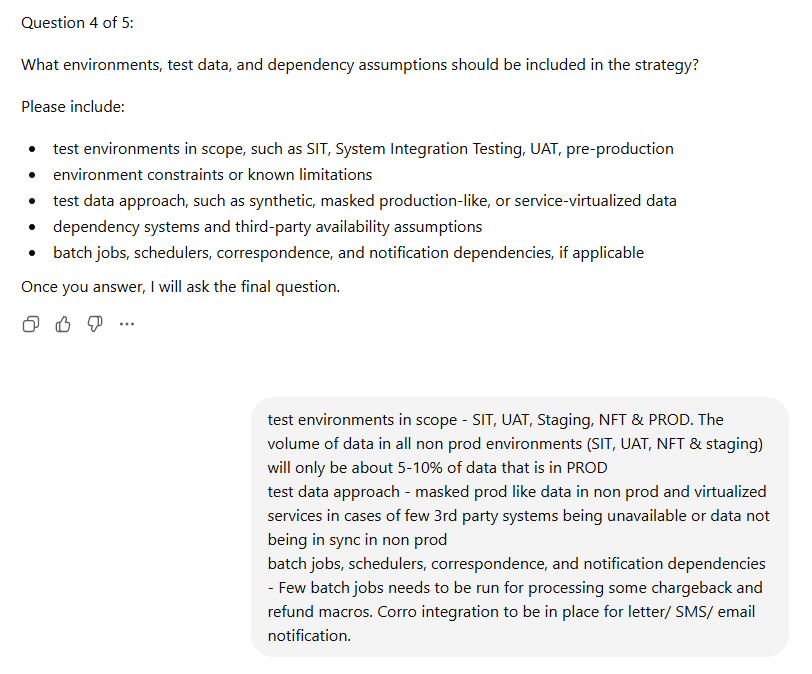 Question 4 of 5:
What environments, test data, and dependency assumptions should be included in the strategy?
Please include:
• test environments in scope, such as SIT, System Integration Testing, UAT, pre-production
• environment constraints or known limitations
• test data approach, such as synthetic, masked production-like, or service-virtualized data
• dependency systems and third-party availability assumptions
• batch jobs, schedulers, correspondence, and notification dependencies, if applicable
Once you answer, I will ask the final question.
test environments in scope - SIT, UAT, Staging, NFT & PROD. The
volume of data in all non prod environments (SIT, UAT, NFT & staging)
will only be about 5-10% of data that is in PROD
test data approach - masked prod like data in non prod and virtualized
services in cases of few 3rd party systems being unavailable or data not
being in sync in non prod
batch jobs, schedulers, correspondence, and notification dependencies
- Few batch jobs needs to be run for processing some chargeback and
refund macros. Corro integration to be in place for letter/ SMS/ email
notification.